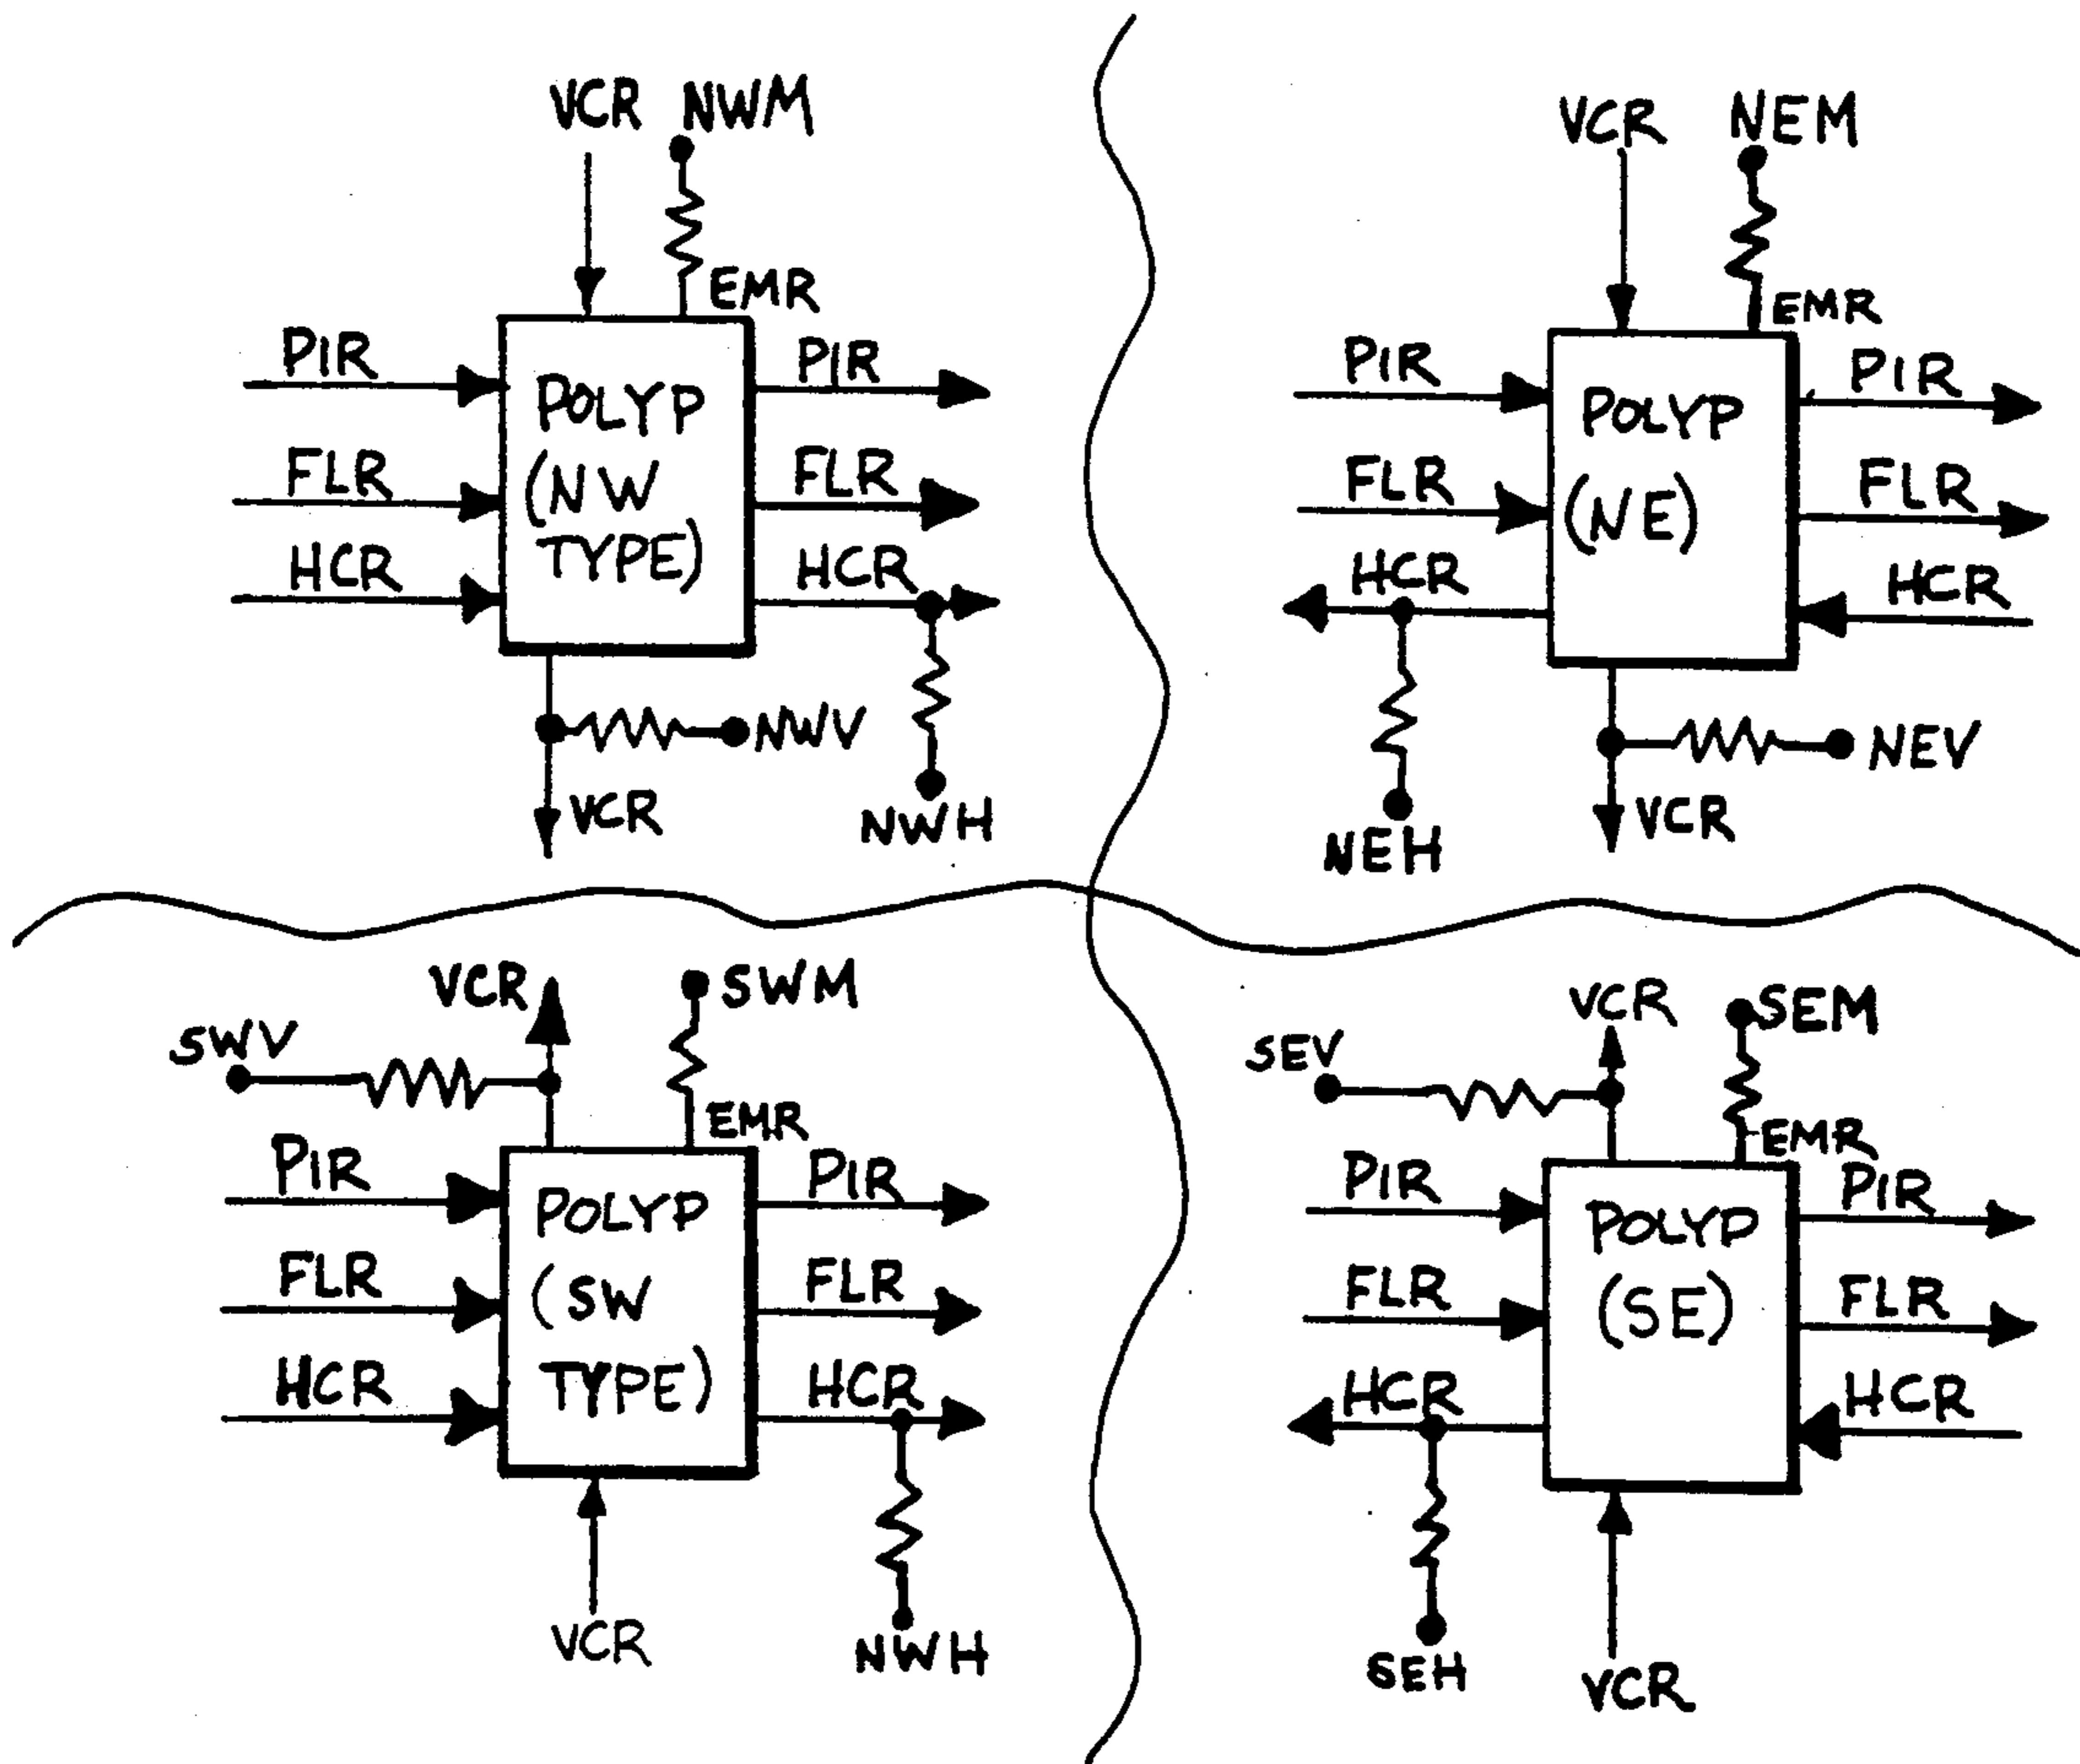 VCR NWM
EMR
PIR PIR
POLYP
FLR (NW FLR
HCR TYPE) HCR
NWV
VCR NWH
VCR NEM
EMR
PIR PIR
POLYP
FLR (NE) FLR
HCR HCR
NEV
VCR
NEH
VCR SWM
SWV
EMR
PIR PIR
POLYP
FLR (SW FLR
HCR TYPE) HCR
VCR NWH
VCR SEM
SEV
EMR
PIR PIR
POLYP
FLR (SE) FLR
HCR HCR
SEH VCR